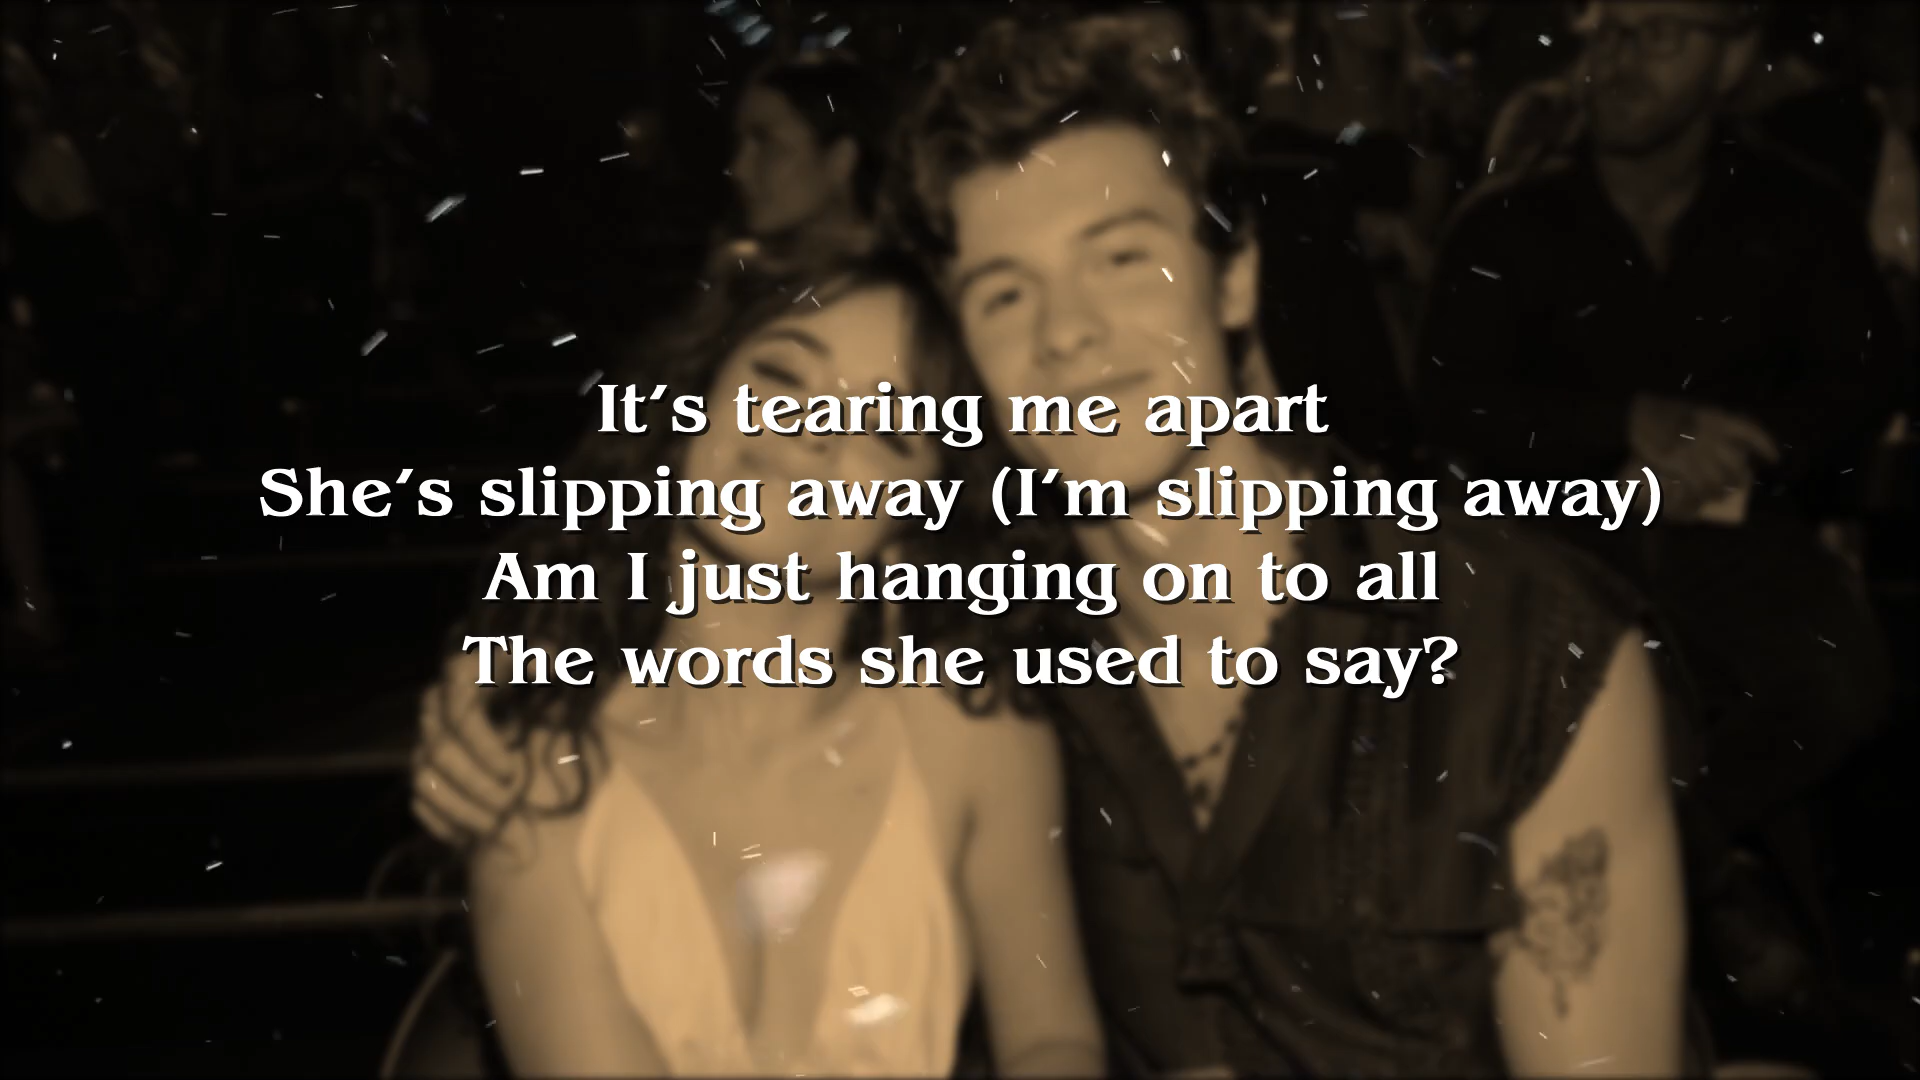 It's tearing me apart
She's slipping away (I'm slipping away)
Am I just hanging on to all
The words she used to say?